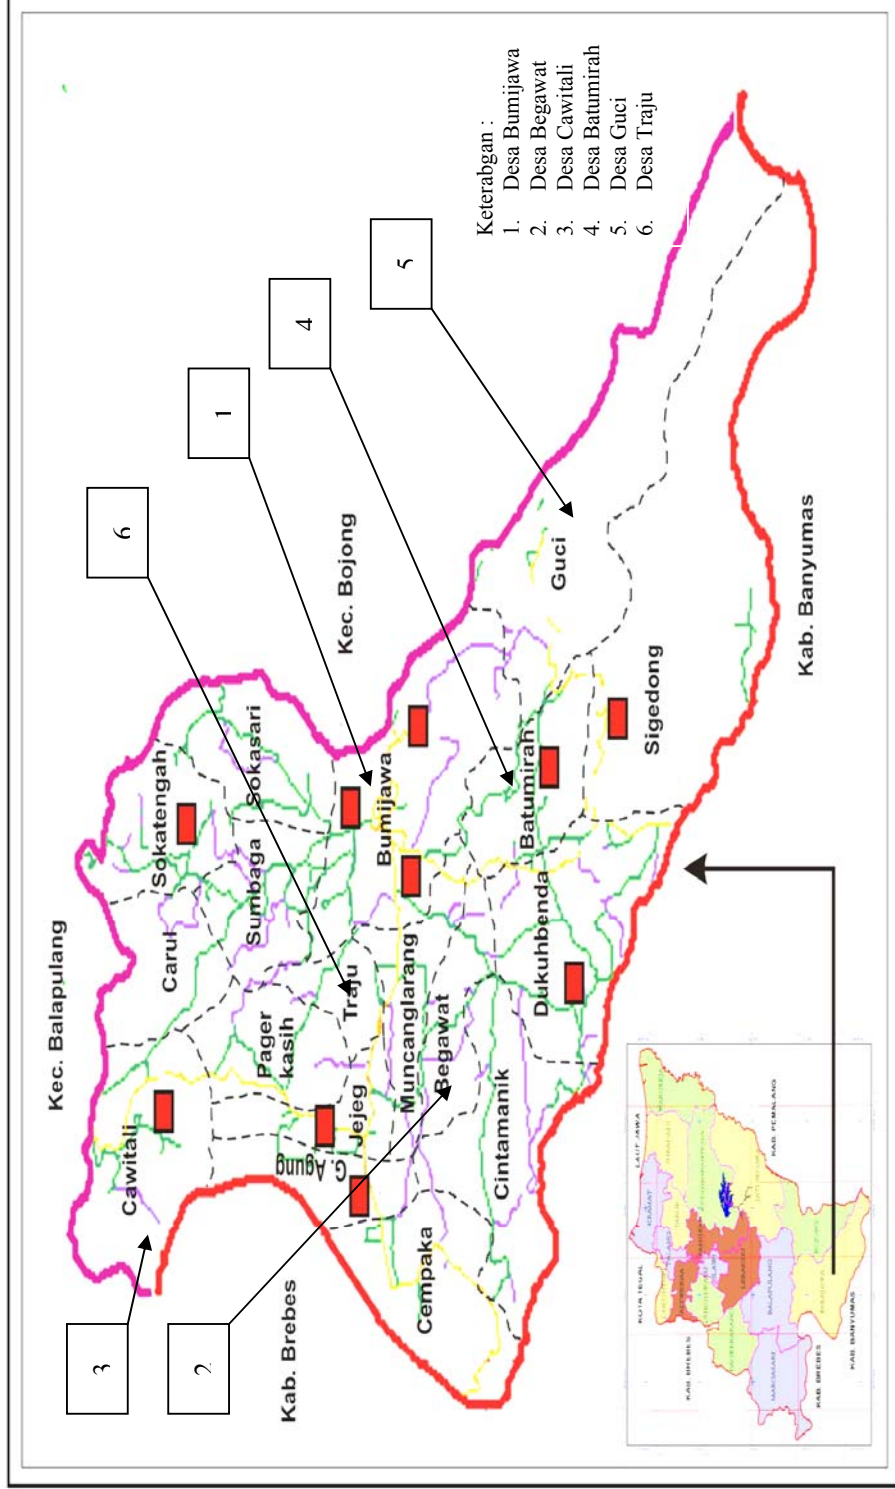 Kec. Balapulang
Kec. Bojong
Kab. Brebes
Kab. Banyumas
Cawitali
Carul
Sokatengah
Sokasari
Sumbaga
Pager
kasih
G. Agung
Jejeg
Traju
Bumijawa
Muncanglarang
Begawat
Cempaka
Cintamanik
Dukuhbenda
Batumirah
Guci
Sigedong
3
2
6
1
4
5
Keterabgan :
1. Desa Bumijawa
2. Desa Begawat
3. Desa Cawitali
4. Desa Batumirah
5. Desa Guci
6. Desa Traju
LAUT JAWA
KOTA TEGAL
KAB. PEMALANG
KAB. BREBES
KAB. BREBES
KAB. BANYUMAS
KRAMAT
BALAPULANG